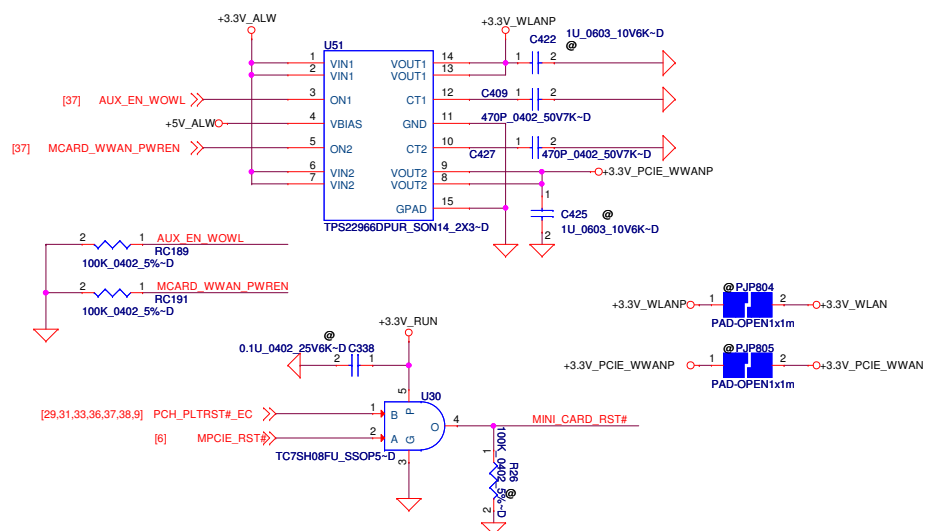 +3.3V_ALW
+3.3V_WLANP
C422
1U_0603_10V6K~D
@
U51
1 VIN1 VOUT1 14 1 2
2 VIN1 VOUT1 13
[37] AUX_EN_WOWL 3 ON1 CT1 12 C409 1 2
+5V_ALW 4 VBIAS GND 11 470P_0402_50V7K~D
[37] MCARD_WWAN_PWREN 5 ON2 CT2 10 C427 1 2 470P_0402_50V7K~D
6 VIN2 VOUT2 9 +3.3V_PCIE_WWANP
7 VIN2 VOUT2 8
GPAD 15
1
C425 @
1U_0603_10V6K~D
2
TPS22966DPUR_SON14_2X3~D
2 1 AUX_EN_WOWL
RC189
100K_0402_5%~D
2 1 MCARD_WWAN_PWREN
RC191
100K_0402_5%~D
@PJP804
+3.3V_WLANP 1 2 +3.3V_WLAN
PAD-OPEN1x1m
@PJP805
+3.3V_PCIE_WWANP 1 2 +3.3V_PCIE_WWAN
PAD-OPEN1x1m
+3.3V_RUN
@
0.1U_0402_25V6K~D C338
2 1
5
U30
[29,31,33,36,37,38,9] PCH_PLTRST#_EC 1 B P
O 4 MINI_CARD_RST#
[6] MPCIE_RST# 2 A G
TC7SH08FU_SSOP5~D
3
1
R26
100K_0402_5%~D
@
2